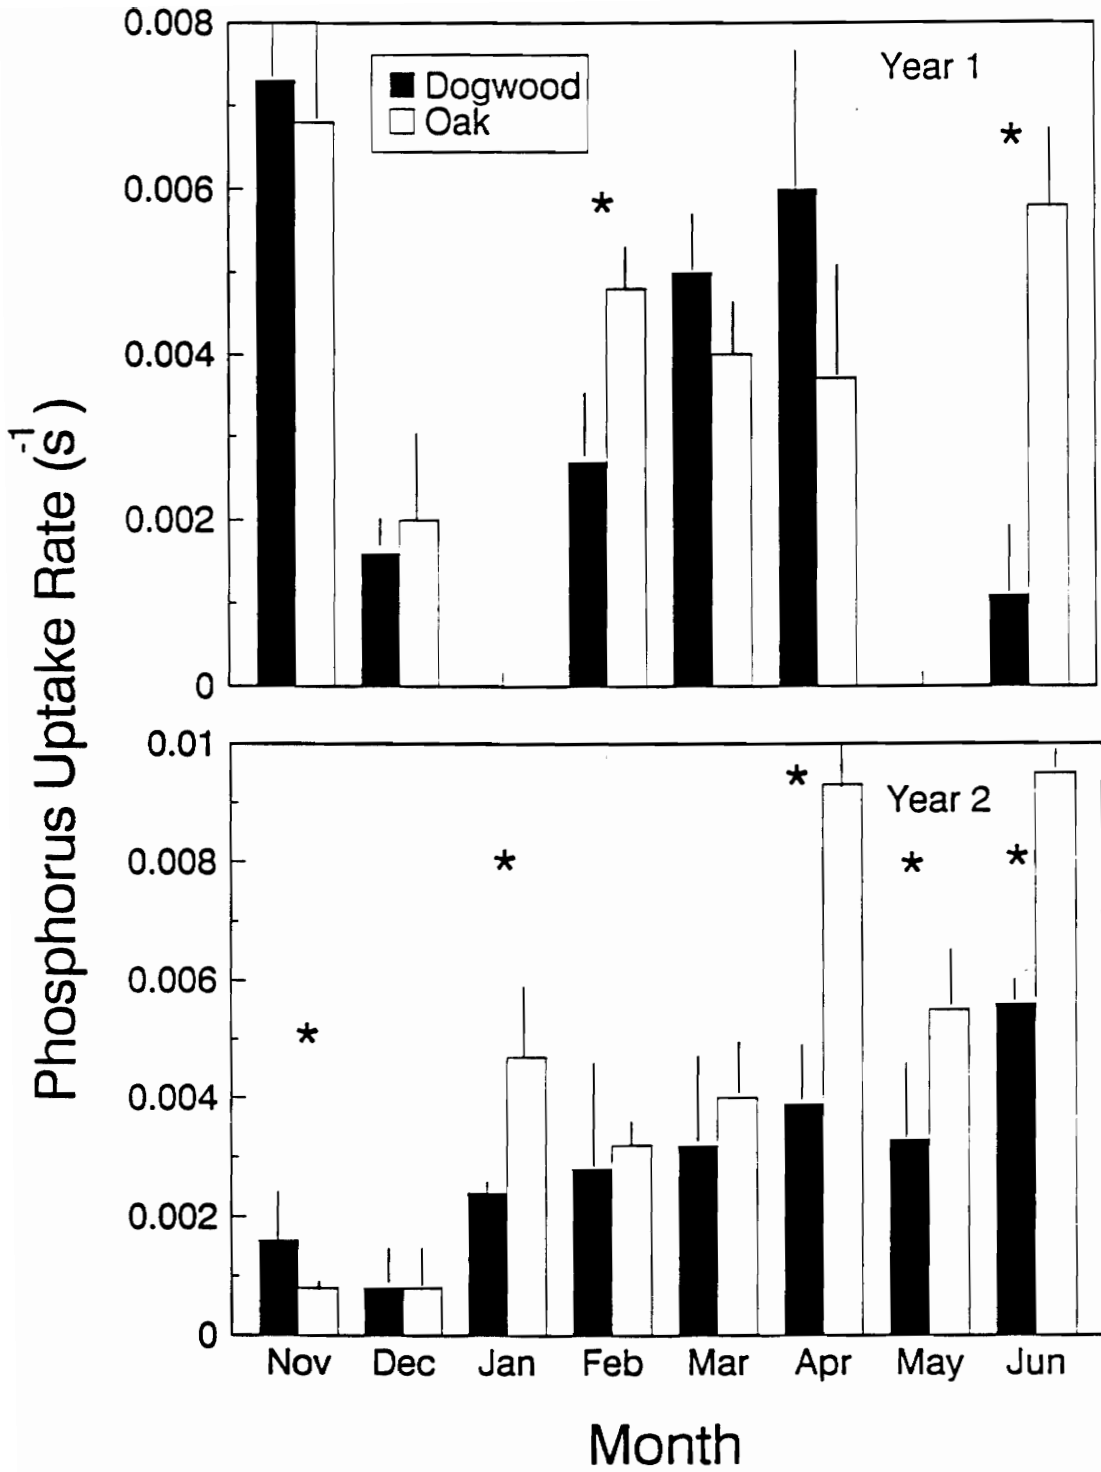 Phosphorus Uptake Rate (s-1)
0.008
0.006
0.004
0.002
0
Dogwood
Oak
Year 1
*
*
0.01
0.008
0.006
0.004
0.002
0
Year 2
*
*
*
*
*
Nov Dec Jan Feb Mar Apr May Jun
Month